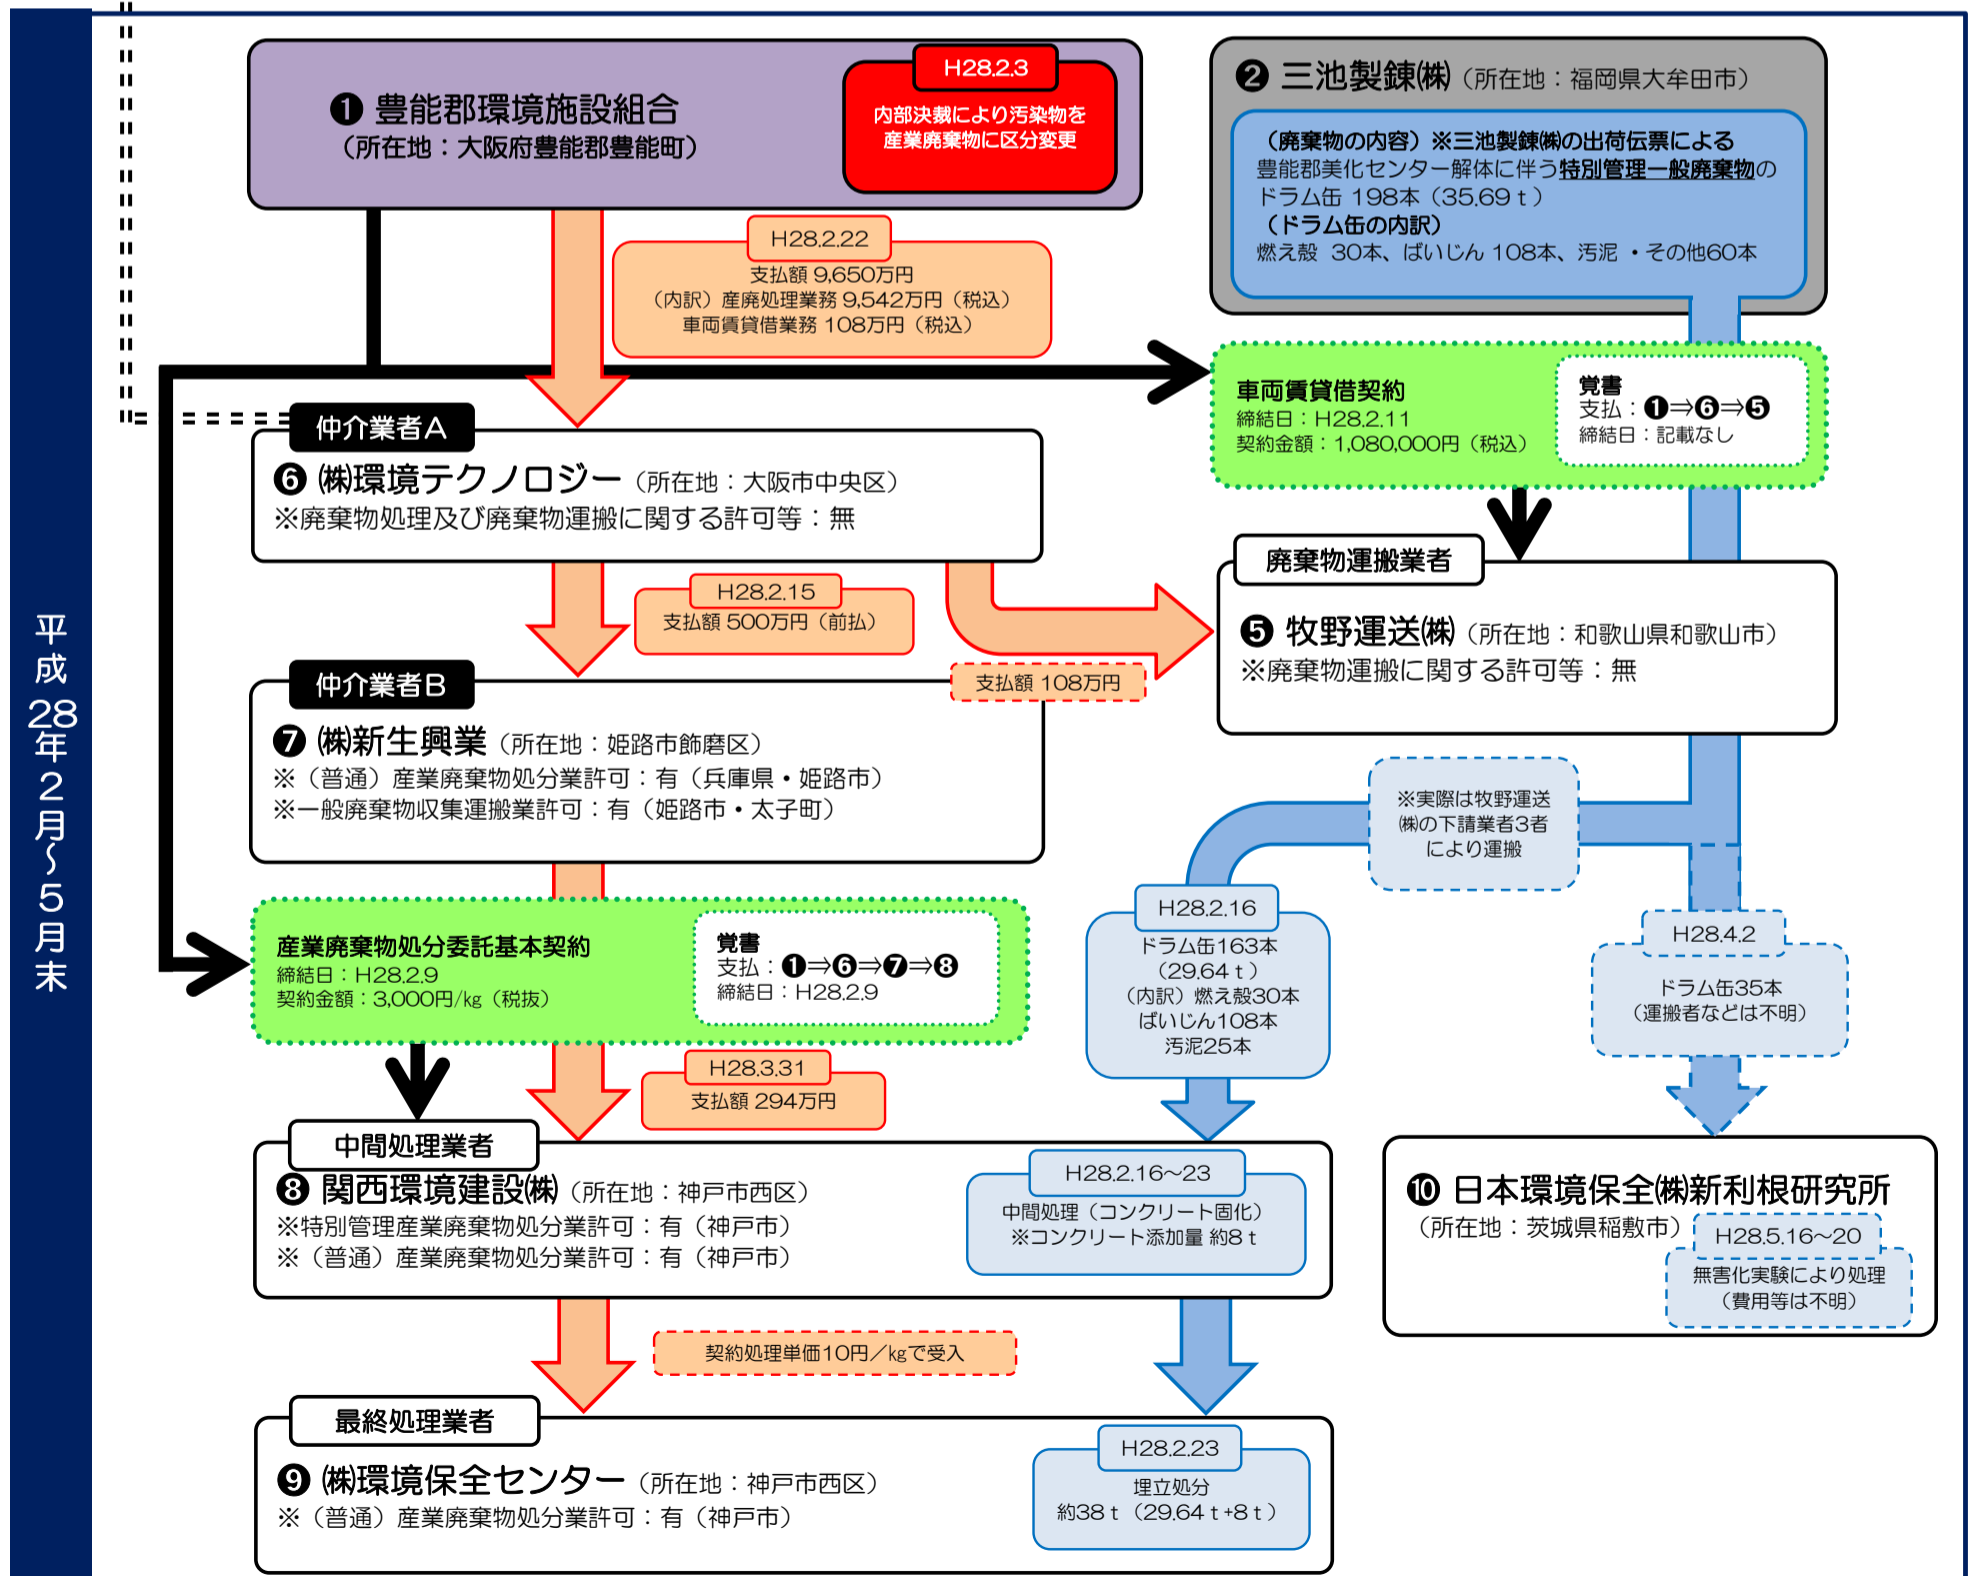 平成28年2月～5月末
❶ 豊能郡環境施設組合
（所在地：大阪府豊能郡豊能町）
H28.2.3
内部決裁により汚染物を
産業廃棄物に区分変更
❷ 三池製錬㈱（所在地：福岡県大牟田市）
（廃棄物の内容）※三池製錬㈱の出荷伝票による
豊能郡美化センター解体に伴う特別管理一般廃棄物の
ドラム缶 198本（35.69ｔ）
（ドラム缶の内訳）
燃え殻 30本、ばいじん 108本、汚泥 ・その他60本
H28.2.22
支払額 9,650万円
（内訳）産廃処理業務 9,542万円（税込）
車両賃貸借業務 108万円（税込）
車両賃貸借契約
締結日：H28.2.11
契約金額：1,080,000円（税込）
覚書
支払：❶⇒❻⇒❺
締結日：記載なし
仲介業者A
❻ ㈱環境テクノロジー（所在地：大阪市中央区）
※廃棄物処理及び廃棄物運搬に関する許可等：無
H28.2.15
支払額 500万円（前払）
支払額 108万円
廃棄物運搬業者
❺ 牧野運送㈱（所在地：和歌山県和歌山市）
※廃棄物運搬に関する許可等：無
仲介業者B
❼ ㈱新生興業（所在地：姫路市飾磨区）
※（普通）産業廃棄物処分業許可：有（兵庫県・姫路市）
※一般廃棄物収集運搬業許可：有（姫路市・太子町）
※実際は牧野運送
㈱の下請業者3者
により運搬
産業廃棄物処分委託基本契約
締結日：H28.2.9
契約金額：3,000円/㎏（税抜）
覚書
支払：❶⇒❻⇒❼⇒❽
締結日：H28.2.9
H28.2.16
ドラム缶163本
（29.64ｔ）
（内訳）燃え殻30本
ばいじん108本
汚泥25本
H28.4.2
ドラム缶35本
（運搬者などは不明）
H28.3.31
支払額 294万円
中間処理業者
❽ 関西環境建設㈱（所在地：神戸市西区）
※特別管理産業廃棄物処分業許可：有（神戸市）
※（普通）産業廃棄物処分業許可：有（神戸市）
H28.2.16～23
中間処理（コンクリート固化）
※コンクリート添加量 約8ｔ
❿ 日本環境保全㈱新利根研究所
（所在地：茨城県稲敷市）
H28.5.16～20
無害化実験により処理
（費用等は不明）
契約処理単価10円／㎏で受入
最終処理業者
❾ ㈱環境保全センター（所在地：神戸市西区）
※（普通）産業廃棄物処分業許可：有（神戸市）
H28.2.23
埋立処分
約38ｔ（29.64ｔ+8ｔ）